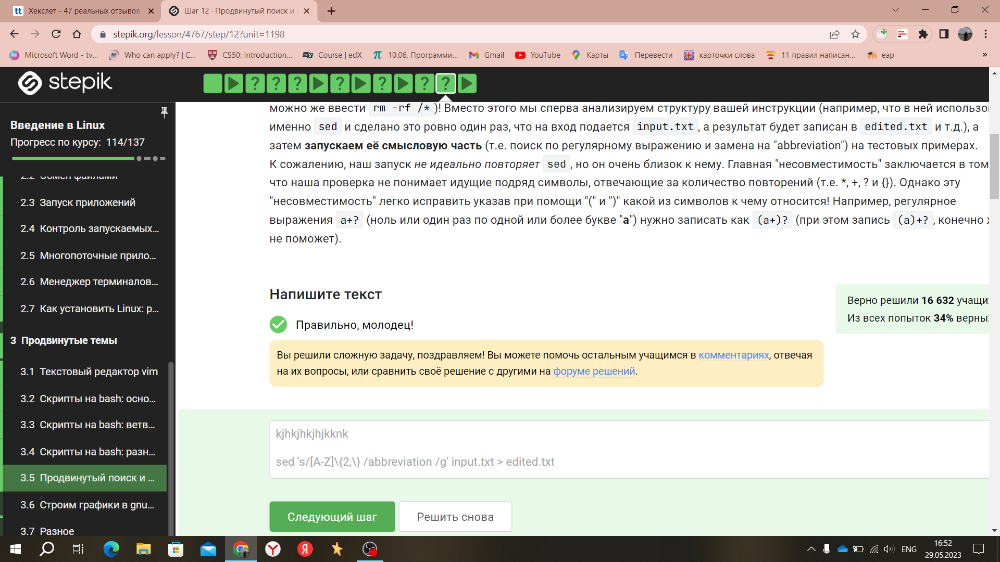 Хекслет - 47 реальных отзывов
Шаг 12 · Продвинутый поиск и
stepik.org/lesson/4767/step/12?unit=1198
Microsoft Word - tv...
Who can apply? | C...
CS50: Introduction...
edX
Course | edX
10.06. Программи...
Gmail
YouTube
Карты
Перевести
карточки слова
11 правил написан...
eap
»
stepik
Введение в Linux
Прогресс по курсу: 114/137
2.2 Обмен файлами
2.3 Запуск приложений
2.4 Контроль запускаемых...
2.5 Многопоточные прило...
2.6 Менеджер терминалов...
2.7 Как установить Linux: р...
3 Продвинутые темы
3.1 Текстовый редактор vim
3.2 Скрипты на bash: осно...
3.3 Скрипты на bash: ветв...
3.4 Скрипты на bash: разн...
3.5 Продвинутый поиск и ...
3.6 Строим графики в gnu...
3.7 Разное
можно же ввести rm -rf /* )! Вместо этого мы сперва анализируем структуру вашей инструкции (например, что в ней использо
именно sed и сделано это ровно один раз, что на вход подается input.txt , а результат будет записан в edited.txt и т.д.), а
затем запускаем её смысловую часть (т.е. поиск по регулярному выражению и замена на "abbreviation") на тестовых примерах.
К сожалению, наш запуск не идеально повторяет sed , но он очень близок к нему. Главная "несовместимость" заключается в том
что наша проверка не понимает идущие подряд символы, отвечающие за количество повторений (т.е. *, +, ? и {}). Однако эту
"несовместимость" легко исправить указав при помощи "(" и ")" какой из символов к чему относится! Например, регулярное
выражения a+? (ноль или один раз по одной или более букве "a") нужно записать как (a+)? (при этом запись (a)+? , конечно
не поможет).
Напишите текст
Правильно, молодец!
Вы решили сложную задачу, поздравляем! Вы можете помочь остальным учащимся в комментариях, отвечая
на их вопросы, или сравнить своё решение с другими на форуме решений.
Верно решили 16 632 учащи
Из всех попыток 34% верны
kjhkjhkjhjkknk
sed 's/[A-Z]\{2,\} /abbreviation /g' input.txt > edited.txt
Следующий шаг
Решить снова
ENG
16:52
29.05.2023